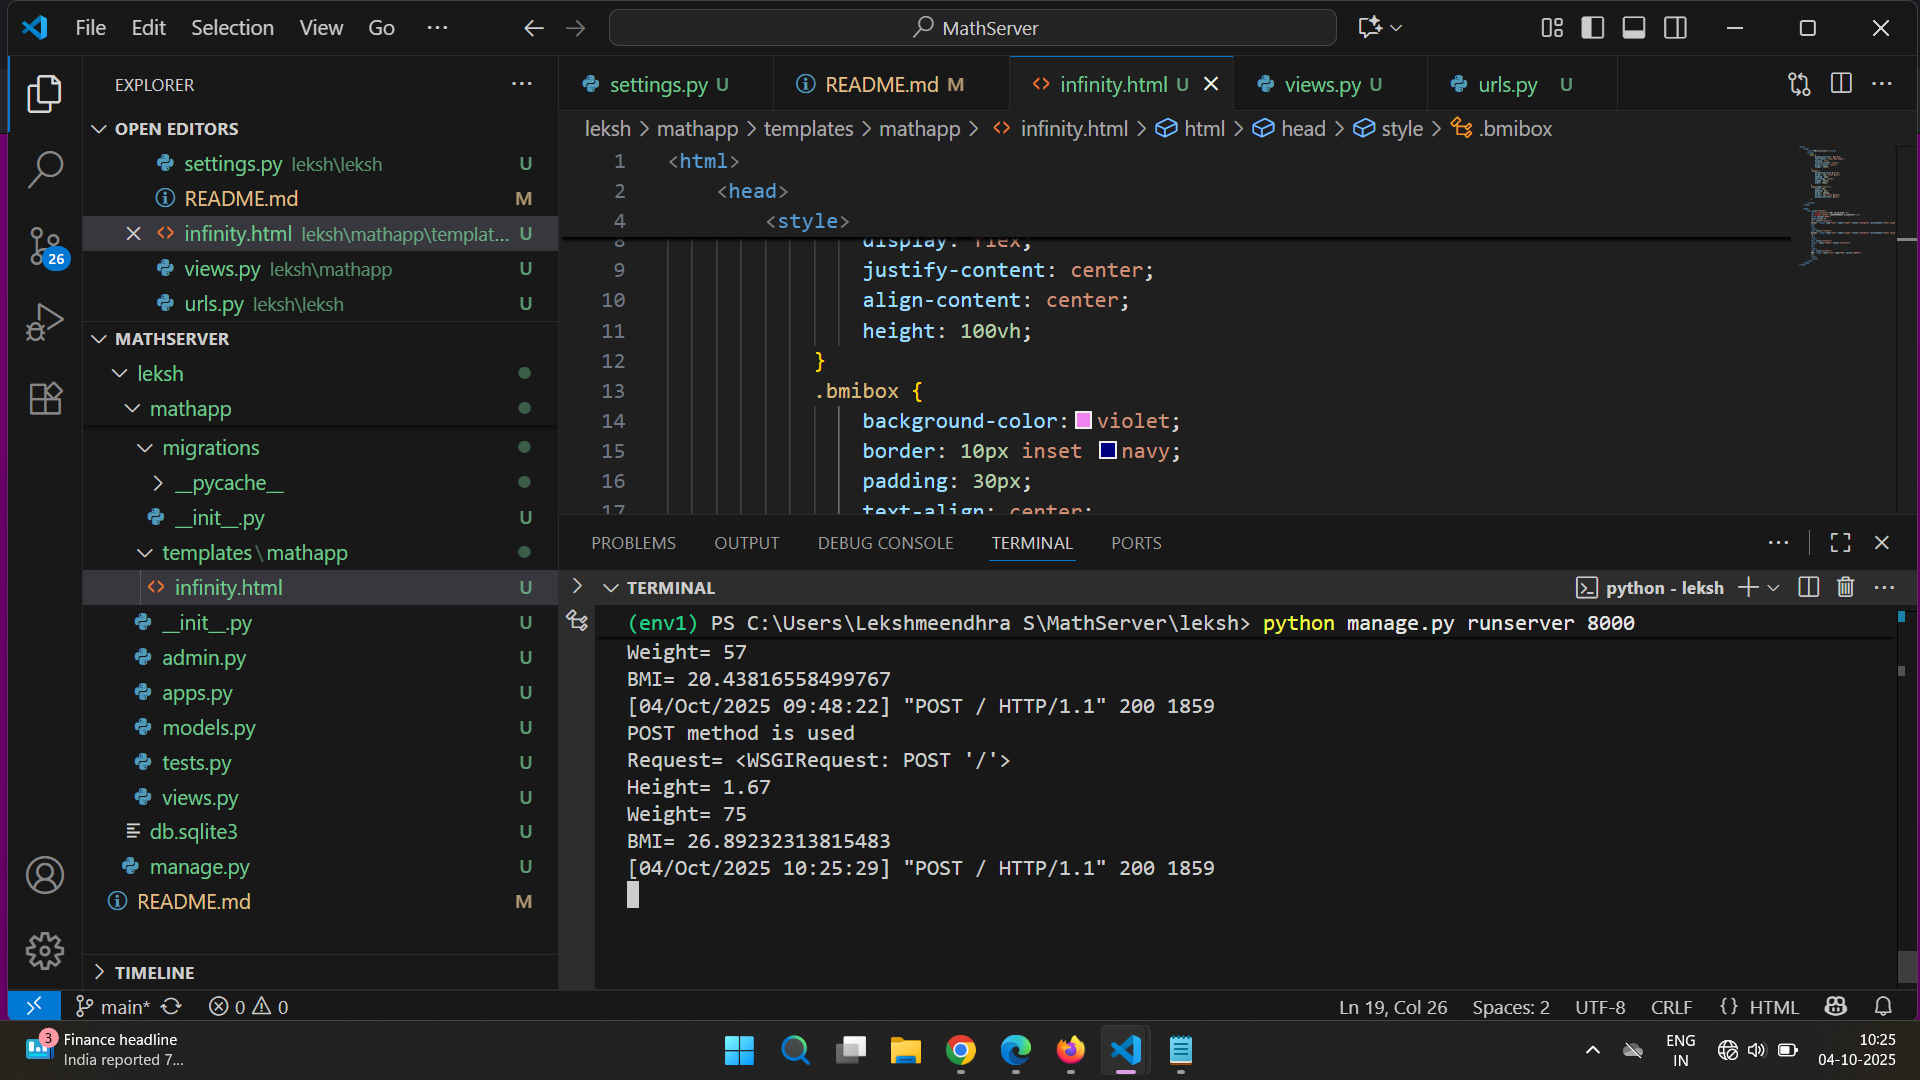 File Edit Selection View Go ··· MathServer
EXPLORER ···
OPEN EDITORS
settings.py leksh\leksh U
README.md M
infinity.html leksh\mathapp\templat... U
views.py leksh\mathapp U
urls.py leksh\leksh U
MATHSERVER
leksh
mathapp
migrations
__pycache__
__init__.py U
templates\mathapp
infinity.html U
__init__.py U
admin.py U
apps.py U
models.py U
tests.py U
views.py U
db.sqlite3 U
manage.py U
README.md M
TIMELINE
26
settings.py U README.md M infinity.html U views.py U urls.py U
leksh > mathapp > templates > mathapp > infinity.html > html > head > style > .bmibox
1 <html>
2 <head>
4 <style>
8 display: flex;
9 justify-content: center;
10 align-content: center;
11 height: 100vh;
12 }
13 .bmibox {
14 background-color: violet;
15 border: 10px inset navy;
16 padding: 30px;
17 text-align: center;
PROBLEMS OUTPUT DEBUG CONSOLE TERMINAL PORTS ···
TERMINAL python - leksh ···
(env1) PS C:\Users\Lekshmeendhra S\MathServer\leksh> python manage.py runserver 8000
Weight= 57
BMI= 20.43816558499767
[04/Oct/2025 09:48:22] "POST / HTTP/1.1" 200 1859
POST method is used
Request= <WSGIRequest: POST '/'>
Height= 1.67
Weight= 75
BMI= 26.89232313815483
[04/Oct/2025 10:25:29] "POST / HTTP/1.1" 200 1859
main* 0 0 Ln 19, Col 26 Spaces: 2 UTF-8 CRLF {} HTML
3 Finance headline
India reported 7...
ENG
IN
10:25
04-10-2025